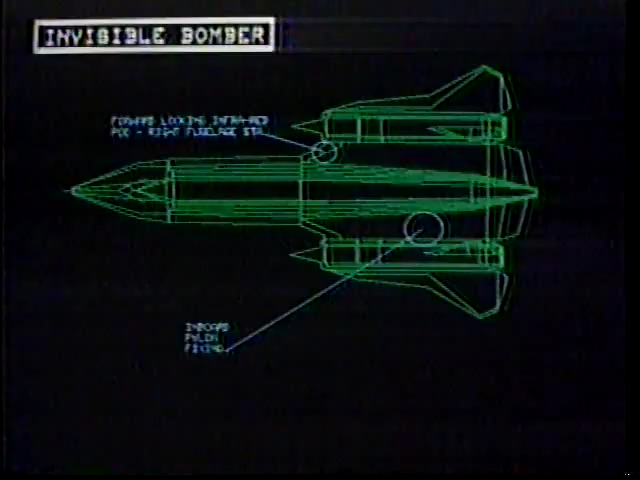 INVISIBLE BOMBER
FORWARD LOOKING INFRA-RED
POD - RIGHT FUSELAGE STA.
INBOARD
PYLON
FIXING